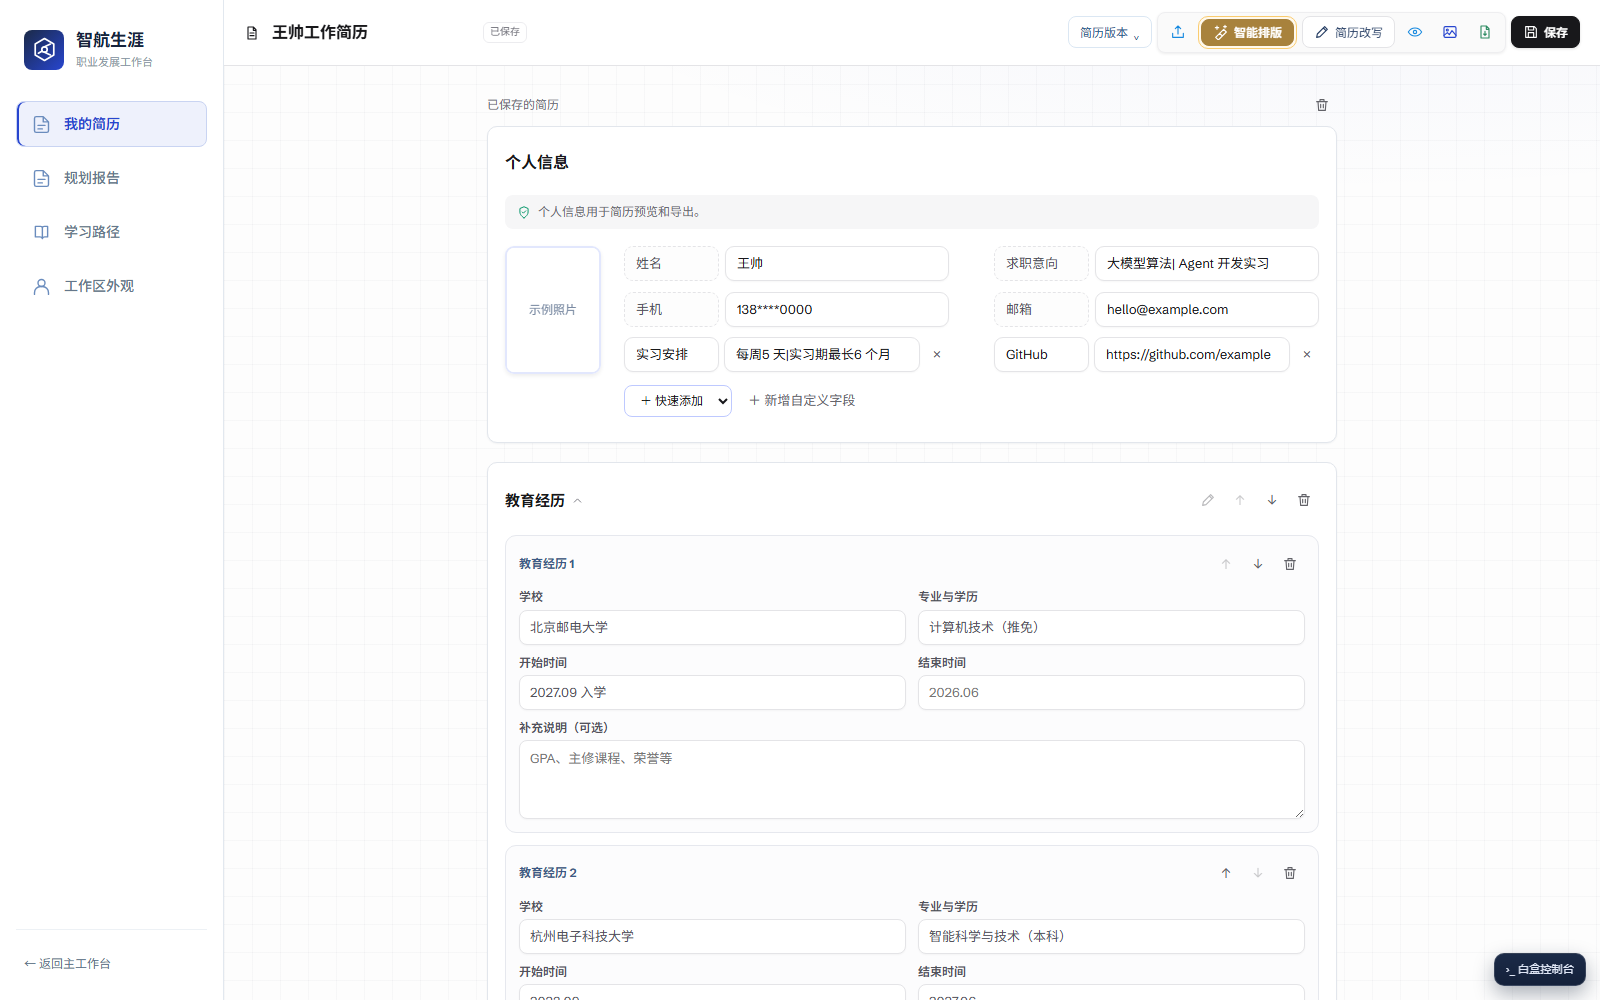 智航生涯
职业发展工作台
我的简历
规划报告
学习路径
工作区外观
← 返回主工作台
王帅工作简历
已保存
简历版本
智能排版
简历改写
保存
已保存的简历
个人信息
个人信息用于简历预览和导出。
示例照片
姓名
王帅
求职意向
大模型算法| Agent 开发实习
手机
138****0000
邮箱
hello@example.com
实习安排
每周5 天|实习期最长6 个月
×
GitHub
https://github.com/example
×
＋ 快速添加
＋ 新增自定义字段
教育经历
教育经历 1
学校
专业与学历
北京邮电大学
计算机技术（推免）
开始时间
结束时间
2027.09 入学
2026.06
补充说明（可选）
GPA、主修课程、荣誉等
教育经历 2
学校
专业与学历
杭州电子科技大学
智能科学与技术（本科）
开始时间
结束时间
2023.09
2027.06
›_ 白盒控制台